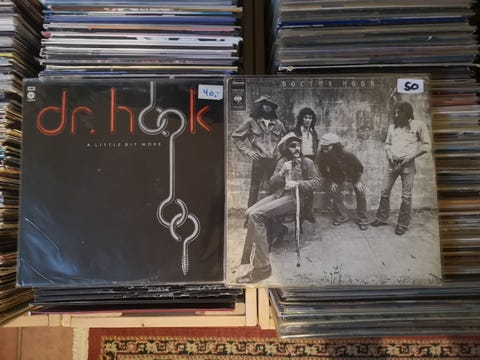 dr. hook
A LITTLE BIT MORE
40,-
DOCTOR HOOK
50